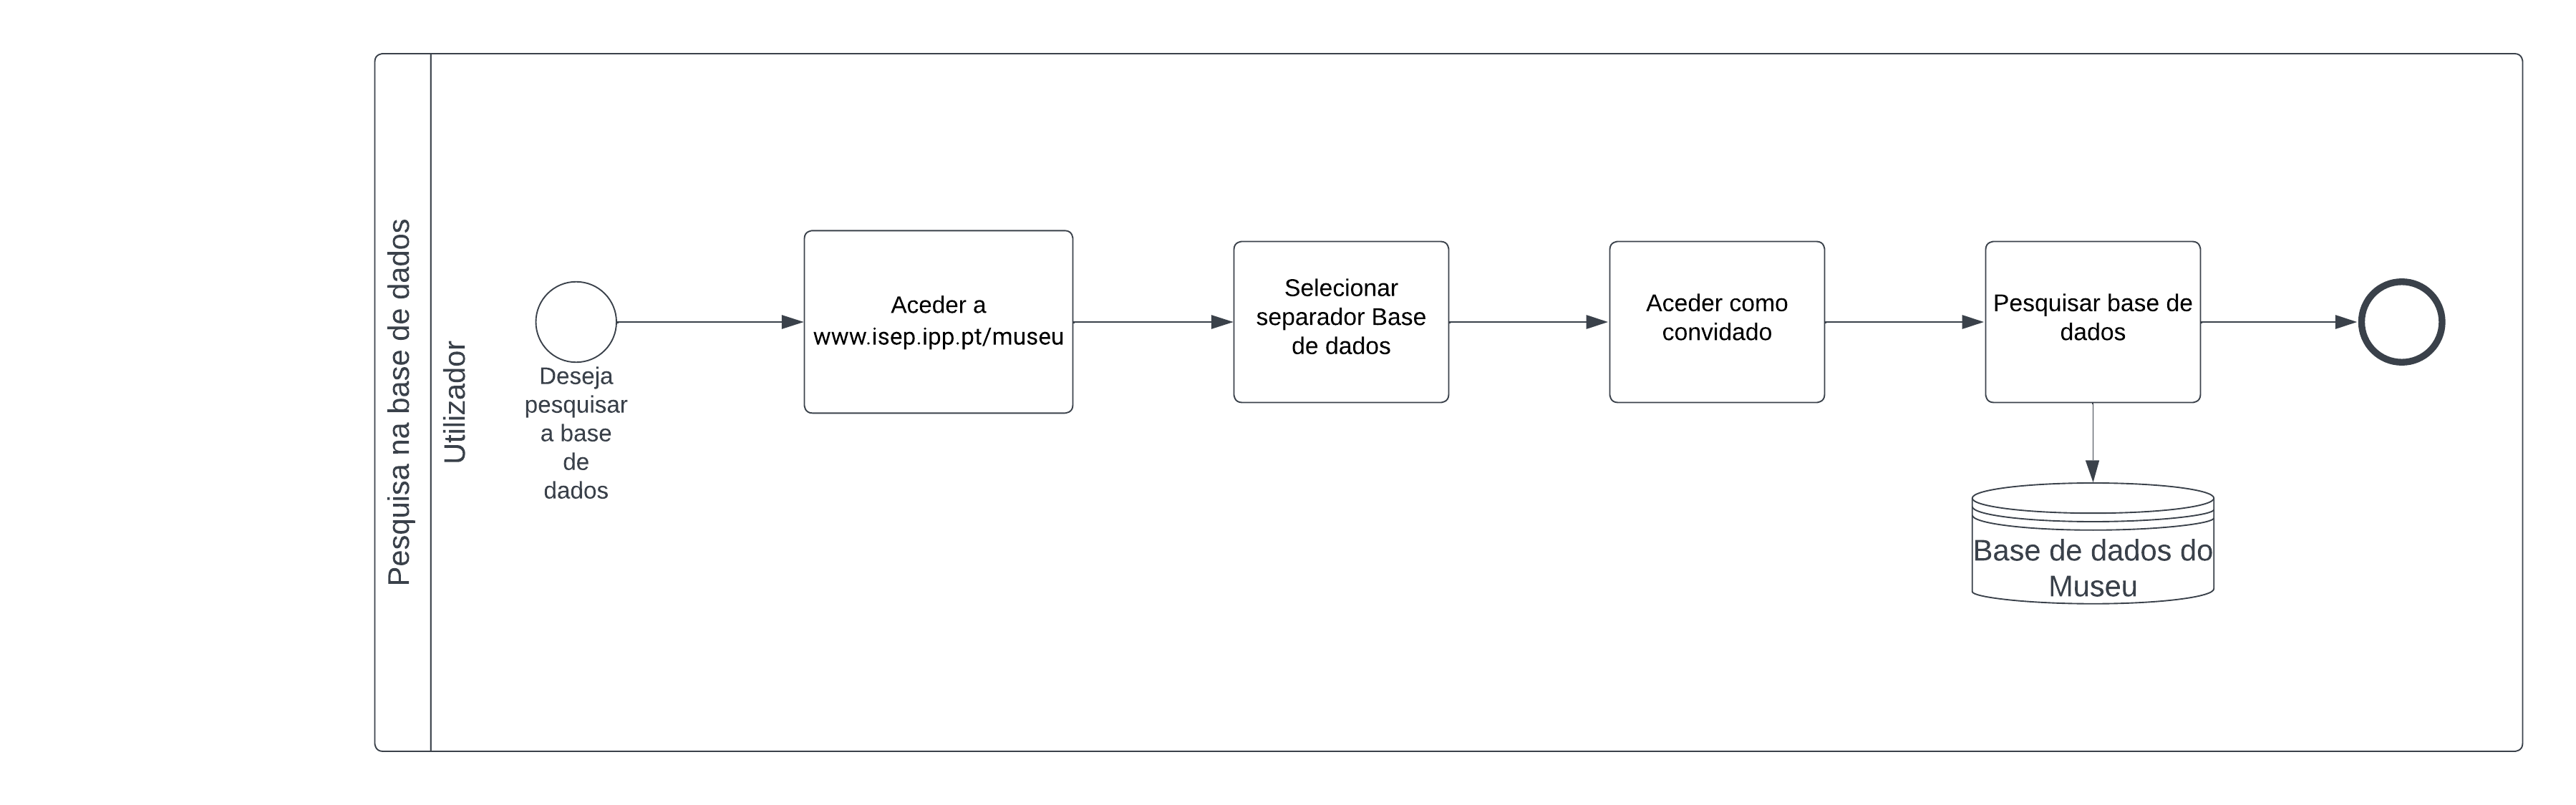 Pesquisa na base de dados
Utilizador
Deseja
pesquisar
a base
de
dados
Aceder a
www.isep.ipp.pt/museu
Selecionar
separador Base
de dados
Aceder como
convidado
Pesquisar base de
dados
Base de dados do
Museu